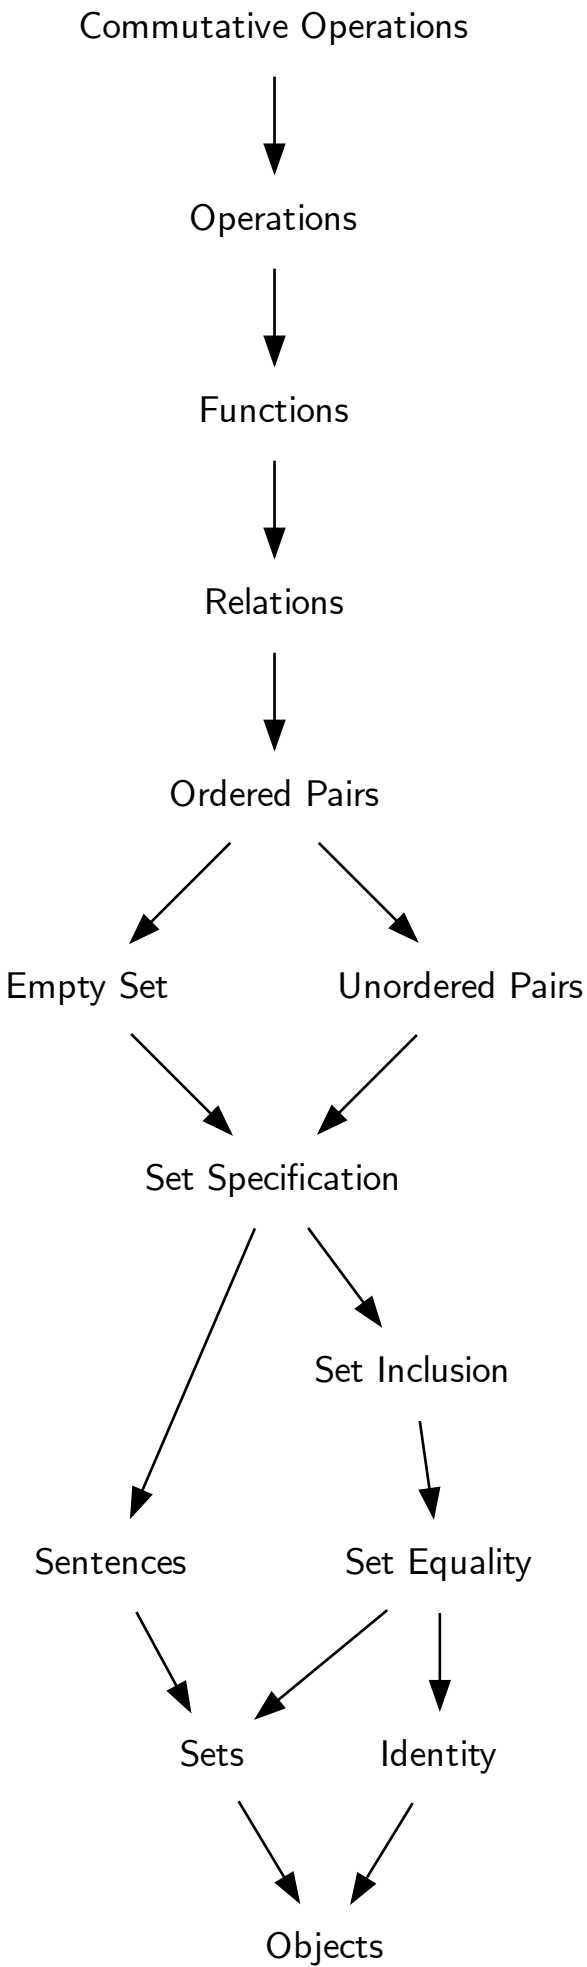 Commutative Operations
Operations
Functions
Relations
Ordered Pairs
Empty Set
Unordered Pairs
Set Specification
Set Inclusion
Sentences
Set Equality
Sets
Identity
Objects